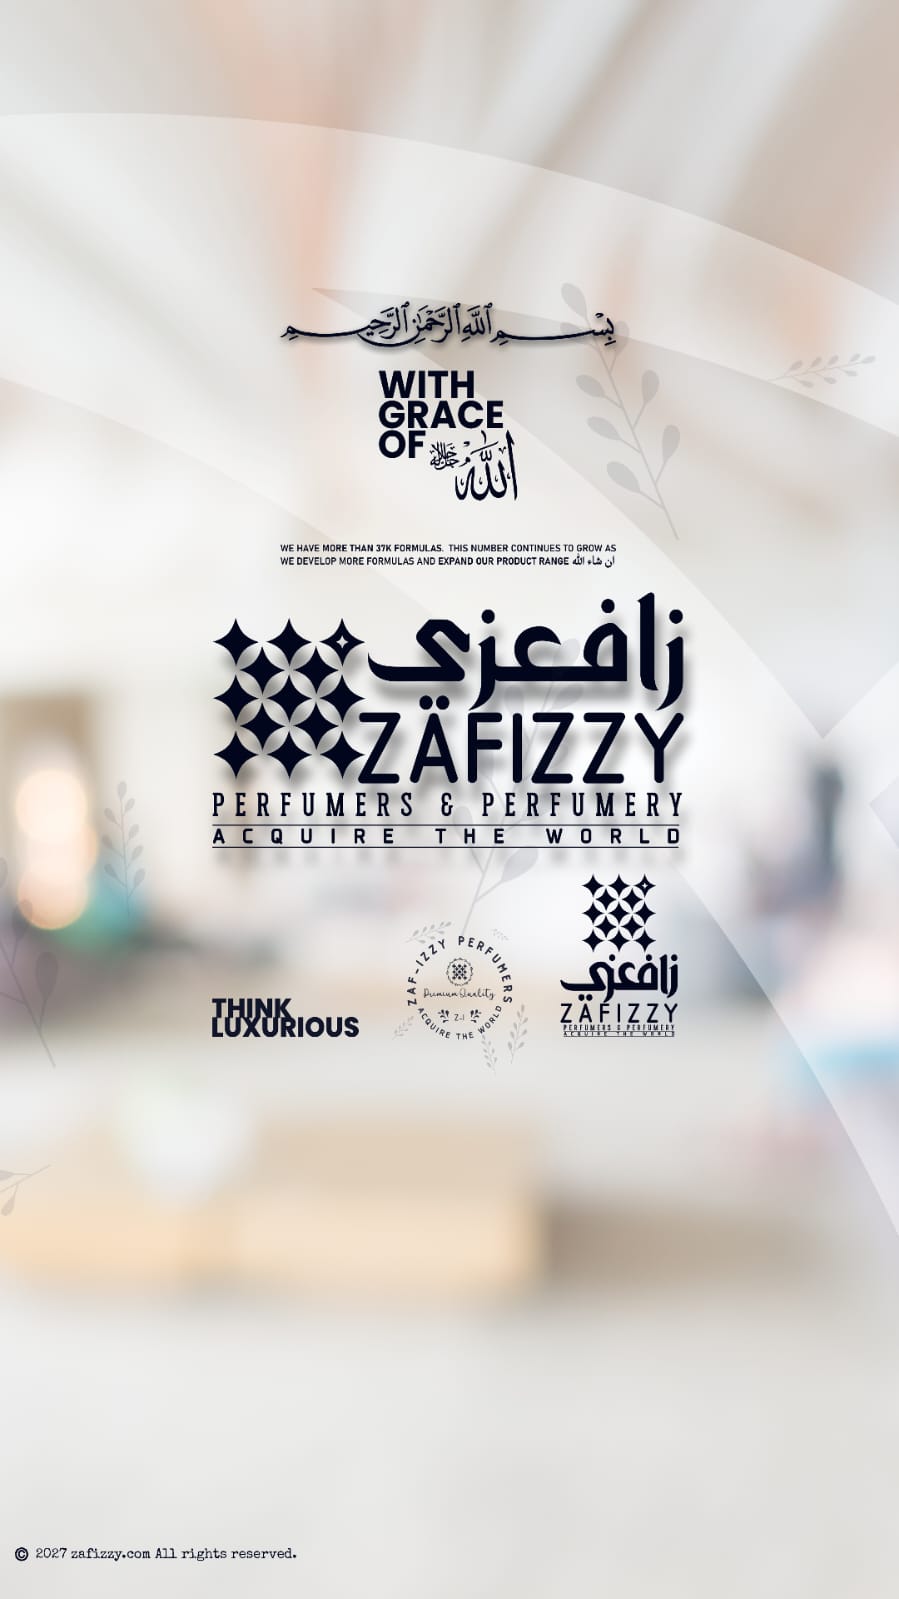 بِسْمِ اللَّهِ الرَّحْمَٰنِ الرَّحِيمِ
WITH
GRACE
OF الله جل جلاله
WE HAVE MORE THAN 37K FORMULAS. THIS NUMBER CONTINUES TO GROW AS
WE DEVELOP MORE FORMULAS AND EXPAND OUR PRODUCT RANGE ان شاء الله
زافعزي
ZÄFIZZY
PERFUMERS & PERFUMERY
ACQUIRE THE WORLD
THINK
LUXURIOUS
ZAF-IZZY PERFUMERS
Premium Quality
Z-I
ACQUIRE THE WORLD
زافعزي
ZÄFIZZY
PERFUMERS & PERFUMERY
ACQUIRE THE WORLD
© 2027 zafizzy.com All rights reserved.